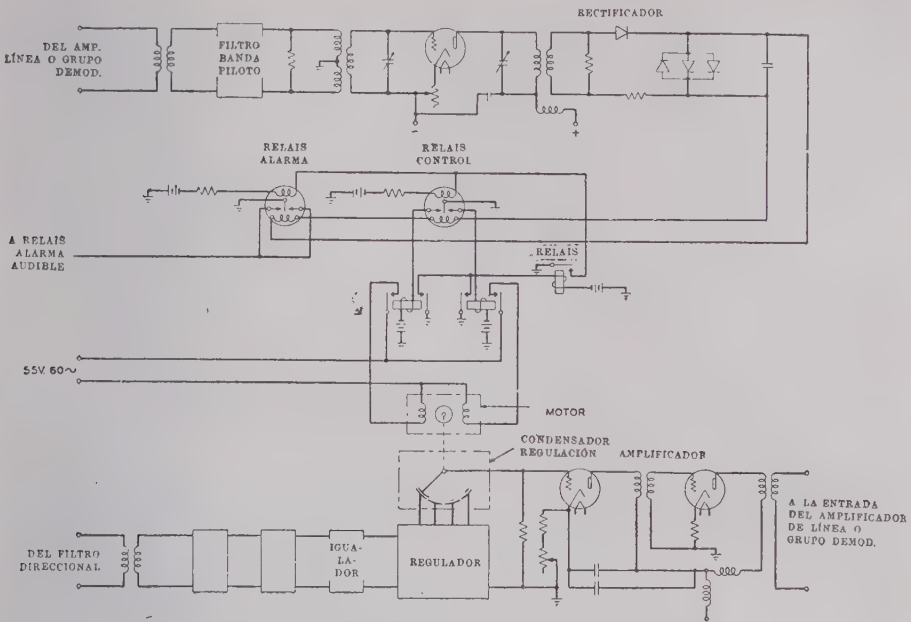 RECTIFICADOR
DEL AMP.
LÍNEA O GRUPO
DEMOD.
FILTRO
BANDA
PILOTO
-
+
RELAIS
ALARMA
RELAIS
CONTROL
A RELAIS
ALARMA
AUDIBLE
RELAIS
55V. 60~
?
MOTOR
CONDENSADOR
REGULACIÓN
AMPLIFICADOR
A LA ENTRADA
DEL AMPLIFICADOR
DE LÍNEA O
GRUPO DEMOD.
DEL FILTRO
DIRECCIONAL
IGUA-
LA-
DOR
REGULADOR